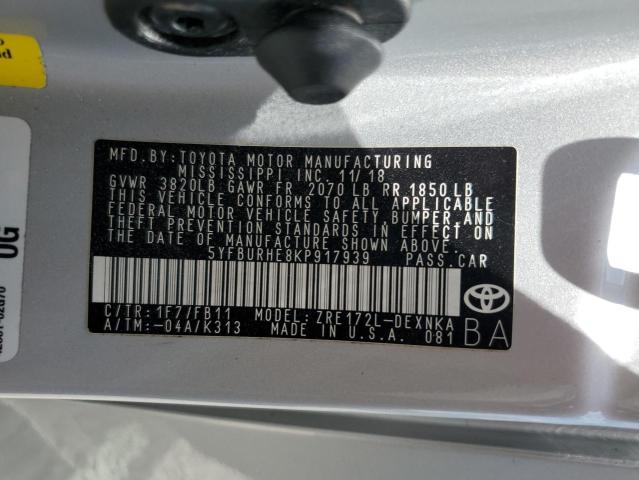 MFD.BY:TOYOTA MOTOR MANUFACTURING
MISSISSIPPI INC. 11/18
GVWR 3820LB GAWR FR 2070 LB RR 1850 LB
THIS VEHICLE CONFORMS TO ALL APPLICABLE
FEDERAL MOTOR VEHICLE SAFETY, BUMPER, AND
THEFT PREVENTION STANDARDS IN EFFECT ON
THE DATE OF MANUFACTURE SHOWN ABOVE.
5YFBURHE8KP917939 PASS.CAR
C/TR:1F7/FB11 MODEL: ZRE172L-DEXNKA
A/TM:-04A/K313 MADE IN U.S.A. 081
BA
TOYOTA
0G